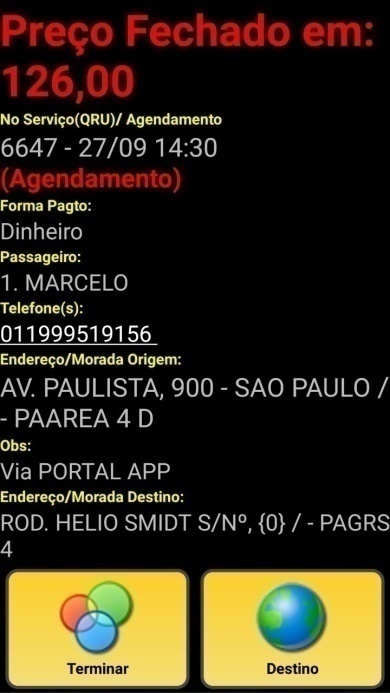 Preço Fechado em:
126,00
No Serviço(QRU)/ Agendamento
6647 - 27/09 14:30
(Agendamento)
Forma Pagto:
Dinheiro
Passageiro:
1. MARCELO
Telefone(s):
011999519156
Endereço/Morada Origem:
AV. PAULISTA, 900 - SAO PAULO /
- PAAREA 4 D
Obs:
Via PORTAL APP
Endereço/Morada Destino:
ROD. HELIO SMIDT S/Nº, {0} / - PAGRS
4
Terminar
Destino